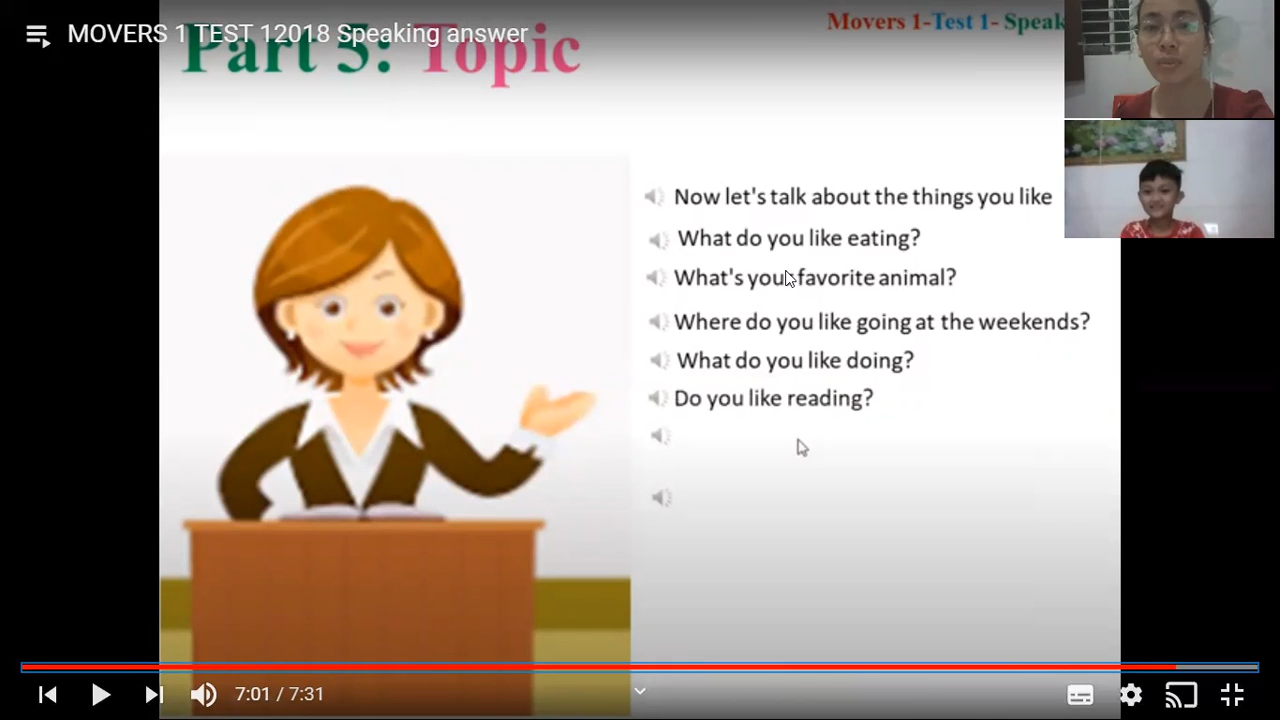 MOVERS 1 TEST 12018 Speaking answer
Movers 1-Test 1- Speak
Part 5: Topic
Now let's talk about the things you like
What do you like eating?
What's your favorite animal?
Where do you like going at the weekends?
What do you like doing?
Do you like reading?
7:01 / 7:31